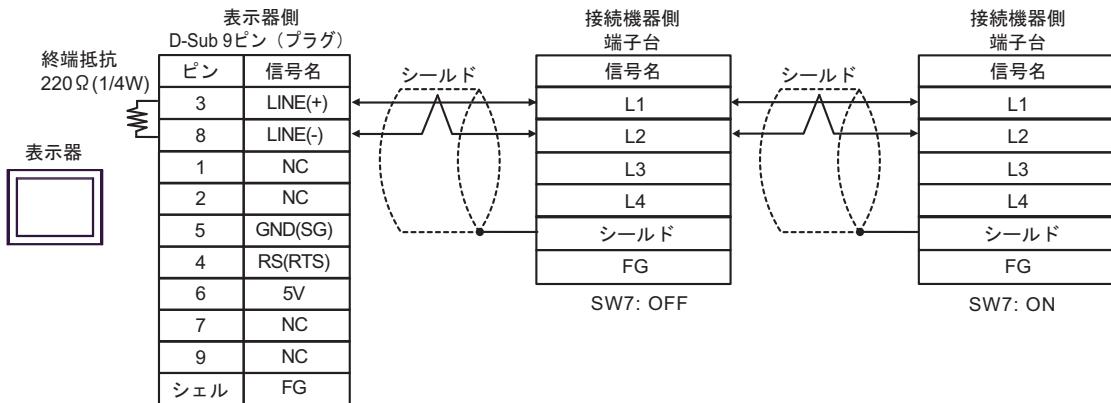 表示器側
D-Sub 9ピン（プラグ）
終端抵抗
220Ω(1/4W)
表示器
ピン 信号名
3 LINE(+)
8 LINE(-)
1 NC
2 NC
5 GND(SG)
4 RS(RTS)
6 5V
7 NC
9 NC
シェル FG
シールド
接続機器側
端子台
信号名
L1
L2
L3
L4
シールド
FG
SW7: OFF
シールド
接続機器側
端子台
信号名
L1
L2
L3
L4
シールド
FG
SW7: ON